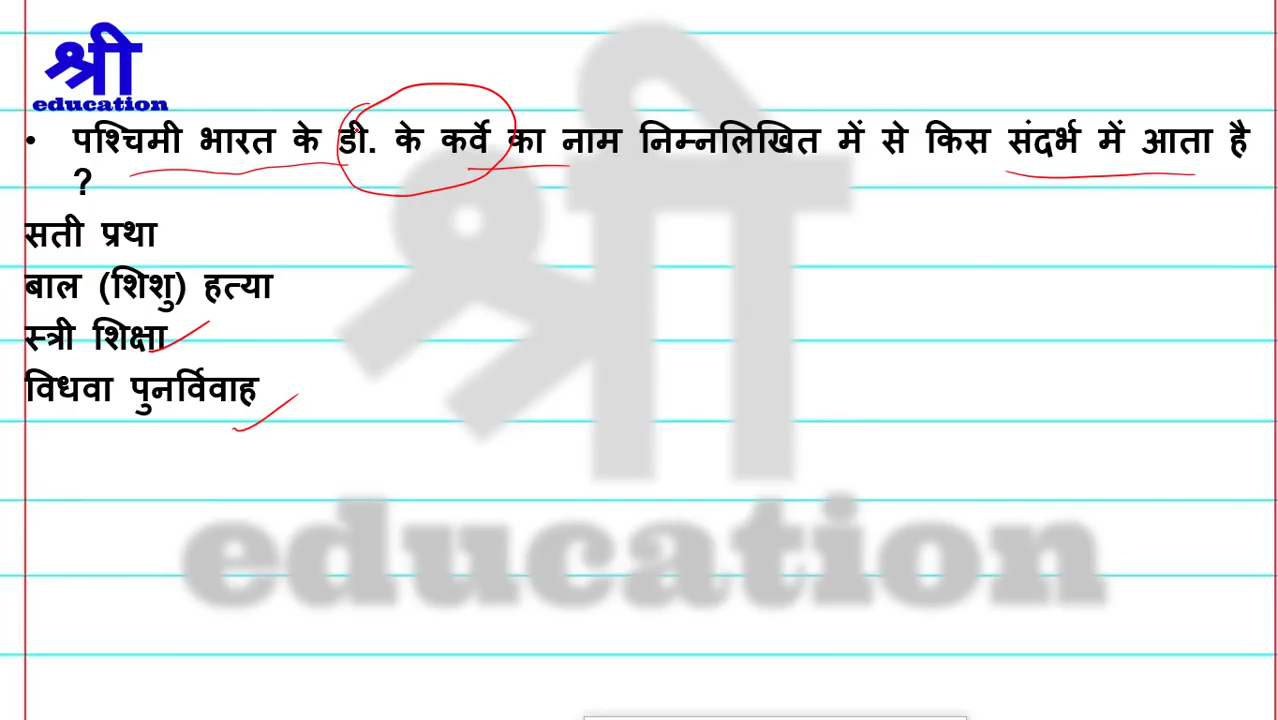 श्री
education
• पश्चिमी भारत के डी. के कर्वे का नाम निम्नलिखित में से किस संदर्भ में आता है
?
सती प्रथा
बाल (शिशु) हत्या
स्त्री शिक्षा
विधवा पुनर्विवाह
श्री
education